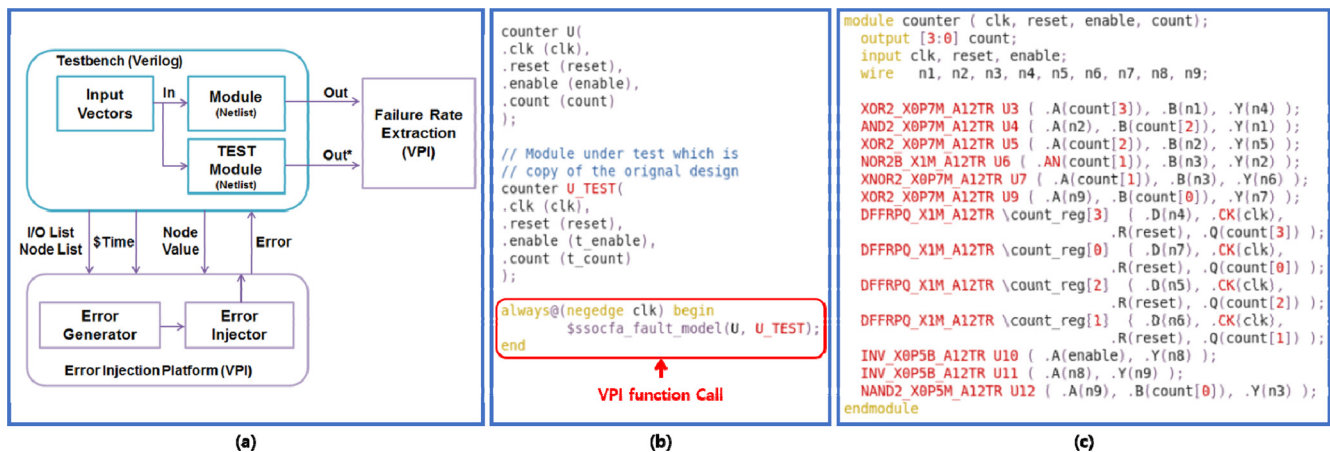 Testbench (Verilog)
Input
Vectors
In
Module
(Netlist)
Out
TEST
Module
(Netlist)
Out*
Failure Rate
Extraction
(VPI)
I/O List
Node List
$Time
Node
Value
Error
Error
Generator
Error
Injector
Error Injection Platform (VPI)
(a)
counter U(
.clk (clk),
.reset (reset),
.enable (enable),
.count (count)
);
// Module under test which is
// copy of the orignal design
counter U_TEST(
.clk (clk),
.reset (reset),
.enable (t_enable),
.count (t_count)
);
always@(negedge clk) begin
$ssocfa_fault_model(U, U_TEST);
end
VPI function Call
(b)
module counter ( clk, reset, enable, count);
output [3:0] count;
input clk, reset, enable;
wire n1, n2, n3, n4, n5, n6, n7, n8, n9;
XOR2_X0P7M_A12TR U3 ( .A(count[3]), .B(n1), .Y(n4) );
AND2_X0P7M_A12TR U4 ( .A(n2), .B(count[2]), .Y(n1) );
XOR2_X0P7M_A12TR U5 ( .A(count[2]), .B(n2), .Y(n5) );
NOR2B_X1M_A12TR U6 ( .AN(count[1]), .B(n3), .Y(n2) );
XNOR2_X0P7M_A12TR U7 ( .A(count[1]), .B(n3), .Y(n6) );
XOR2_X0P7M_A12TR U9 ( .A(n9), .B(count[0]), .Y(n7) );
DFFRPQ_X1M_A12TR \count_reg[3] ( .D(n4), .CK(clk),
.R(reset), .Q(count[3]) );
DFFRPQ_X1M_A12TR \count_reg[0] ( .D(n7), .CK(clk),
.R(reset), .Q(count[0]) );
DFFRPQ_X1M_A12TR \count_reg[2] ( .D(n5), .CK(clk),
.R(reset), .Q(count[2]) );
DFFRPQ_X1M_A12TR \count_reg[1] ( .D(n6), .CK(clk),
.R(reset), .Q(count[1]) );
INV_X0P5B_A12TR U10 ( .A(enable), .Y(n8) );
INV_X0P5B_A12TR U11 ( .A(n8), .Y(n9) );
NAND2_X0P5M_A12TR U12 ( .A(n9), .B(count[0]), .Y(n3) );
endmodule
(c)